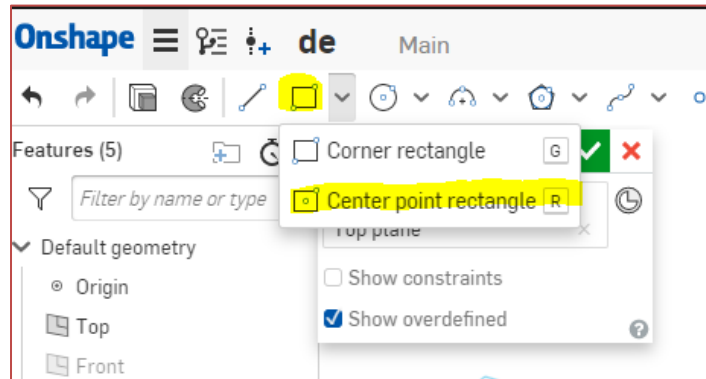 Onshape de Main
Features (5)
Corner rectangle G
Filter by name or type
Center point rectangle R
Top plane
Default geometry
Show constraints
Origin
Show overdefined
Top
Front